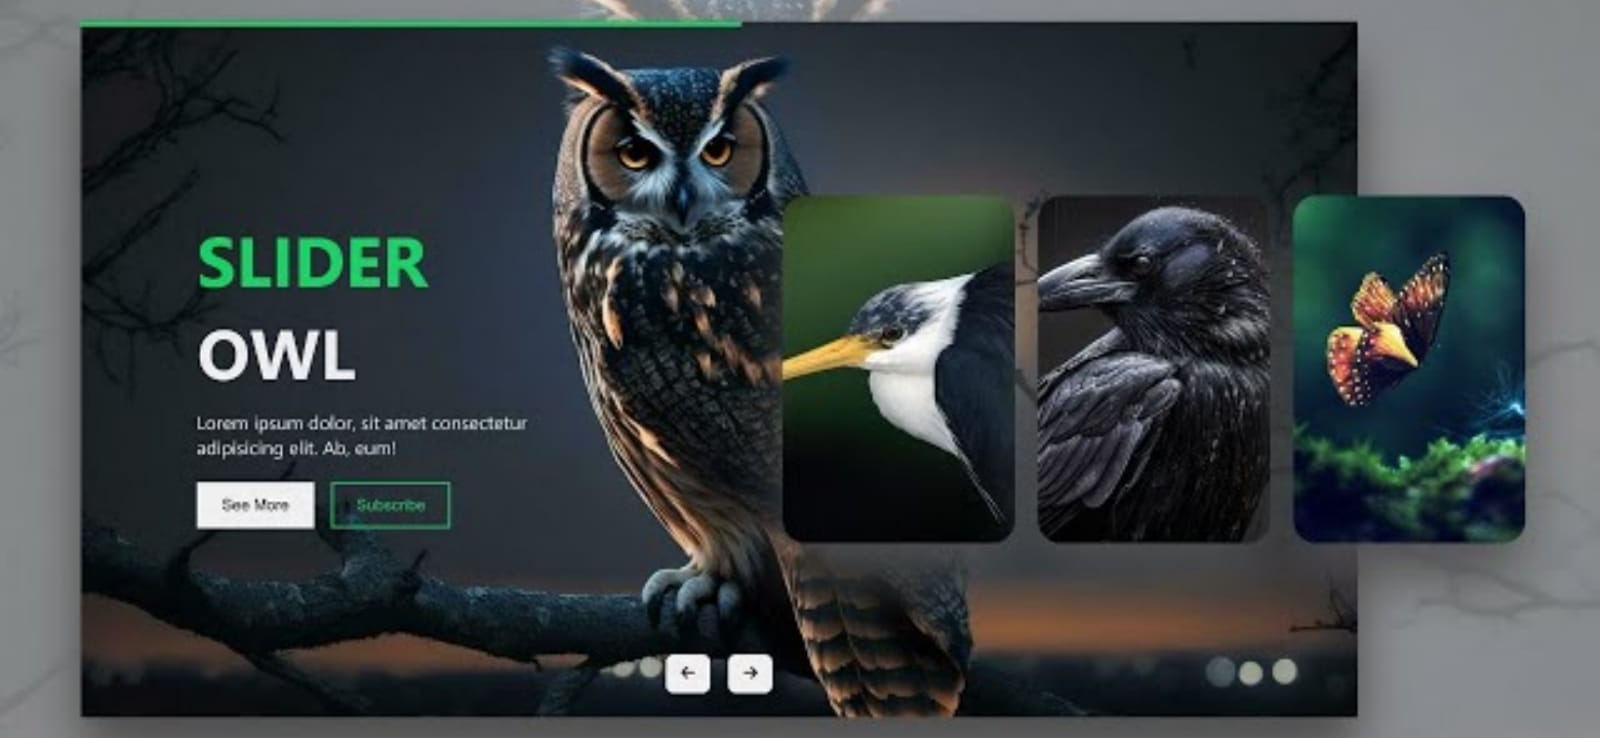 SLIDER
OWL
Lorem ipsum dolor, sit amet consectetur
adipisicing elit. Ab, eum!
See More
Subscribe